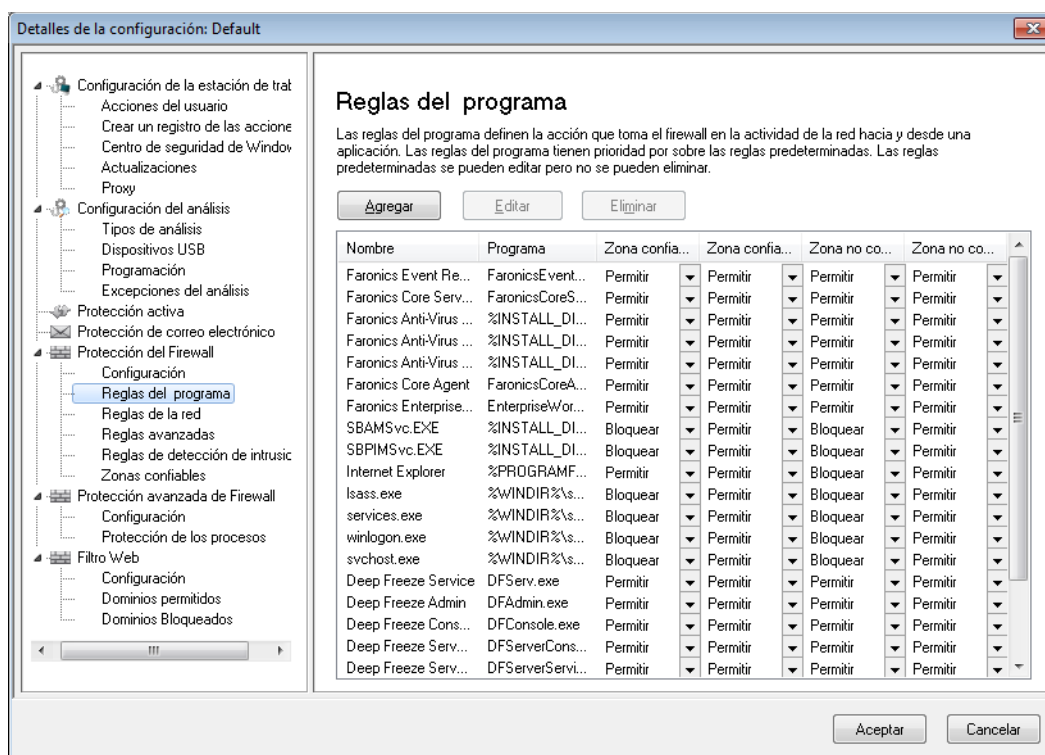 Detalles de la configuración: Default
Configuración de la estación de trat
Acciones del usuario
Crear un registro de las accione
Centro de seguridad de Window
Actualizaciones
Proxy
Configuración del análisis
Tipos de análisis
Dispositivos USB
Programación
Excepciones del análisis
Protección activa
Protección de correo electrónico
Protección del Firewall
Configuración
Reglas del programa
Reglas de la red
Reglas avanzadas
Reglas de detección de intrusic
Zonas confiables
Protección avanzada de Firewall
Configuración
Protección de los procesos
Filtro Web
Configuración
Dominios permitidos
Dominios Bloqueados
Reglas del programa
Las reglas del programa definen la acción que toma el firewall en la actividad de la red hacia y desde una
aplicación. Las reglas del programa tienen prioridad por sobre las reglas predeterminadas. Las reglas
predeterminadas se pueden editar pero no se pueden eliminar.
Agregar Editar Eliminar
Nombre Programa Zona confia... Zona confia... Zona no co... Zona no co...
Faronics Event Re... FaronicsEvent... Permitir Permitir Permitir Permitir
Faronics Core Serv... FaronicsCoreS... Permitir Permitir Permitir Permitir
Faronics Anti-Virus ... %INSTALL_DI... Permitir Permitir Permitir Permitir
Faronics Anti-Virus ... %INSTALL_DI... Permitir Permitir Permitir Permitir
Faronics Anti-Virus ... %INSTALL_DI... Permitir Permitir Permitir Permitir
Faronics Core Agent FaronicsCoreA... Permitir Permitir Permitir Permitir
Faronics Enterprise... EnterpriseWor... Permitir Permitir Permitir Permitir
SBAMSvc.EXE %INSTALL_DI... Bloquear Permitir Bloquear Permitir
SBPIMSvc.EXE %INSTALL_DI... Bloquear Permitir Bloquear Permitir
Internet Explorer %PROGRAMF... Permitir Permitir Permitir Permitir
lsass.exe %WINDIR%\s... Bloquear Permitir Bloquear Permitir
services.exe %WINDIR%\s... Bloquear Permitir Bloquear Permitir
winlogon.exe %WINDIR%\s... Bloquear Permitir Bloquear Permitir
svchost.exe %WINDIR%\s... Bloquear Permitir Bloquear Permitir
Deep Freeze Service DFServ.exe Permitir Permitir Permitir Permitir
Deep Freeze Admin DFAdmin.exe Permitir Permitir Permitir Permitir
Deep Freeze Cons... DFConsole.exe Permitir Permitir Permitir Permitir
Deep Freeze Serv... DFServerCons... Permitir Permitir Permitir Permitir
Deep Freeze Serv... DFServerServi... Permitir Permitir Permitir Permitir
Aceptar Cancelar